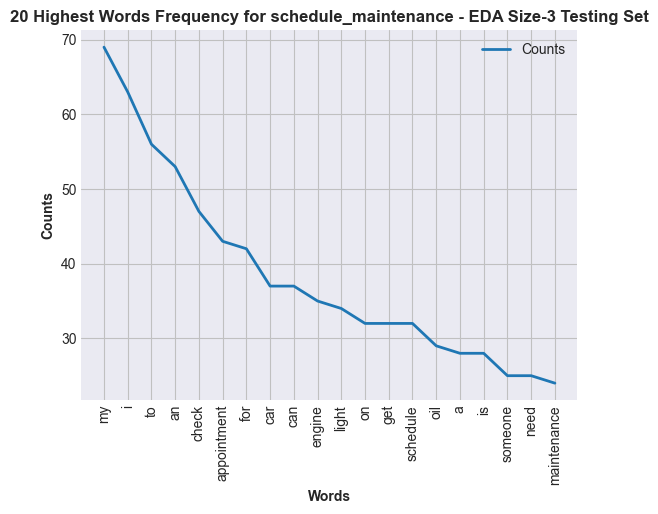 20 Highest Words Frequency for schedule_maintenance - EDA Size-3 Testing Set
Counts
70
60
50
40
30
Counts
my
i
to
an
check
appointment
for
car
can
engine
light
on
get
schedule
oil
a
is
someone
need
maintenance
Words